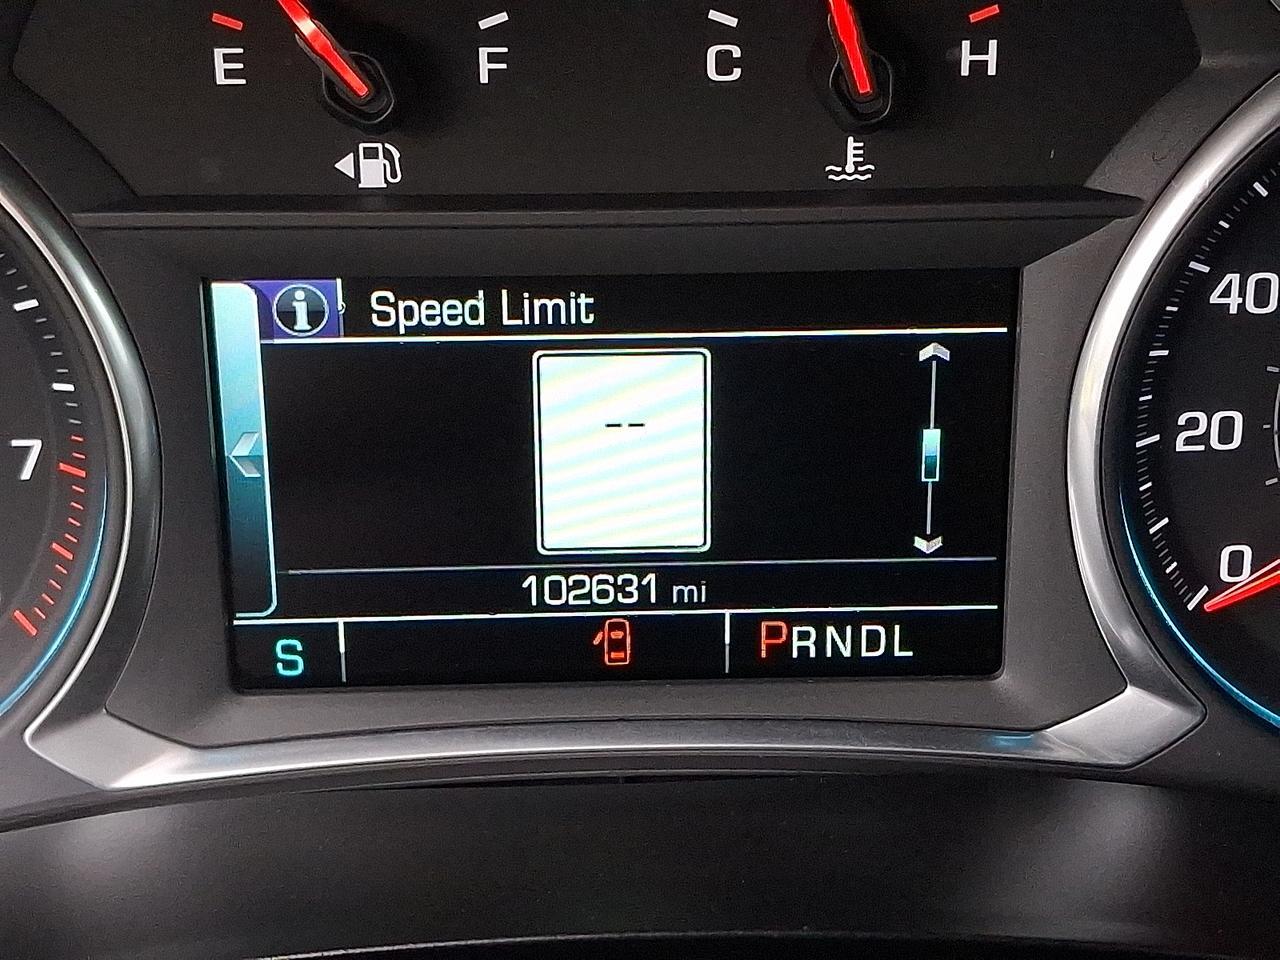 E F C H
i Speed Limit
40
--
7
20
0
102631 mi
S PRNDL